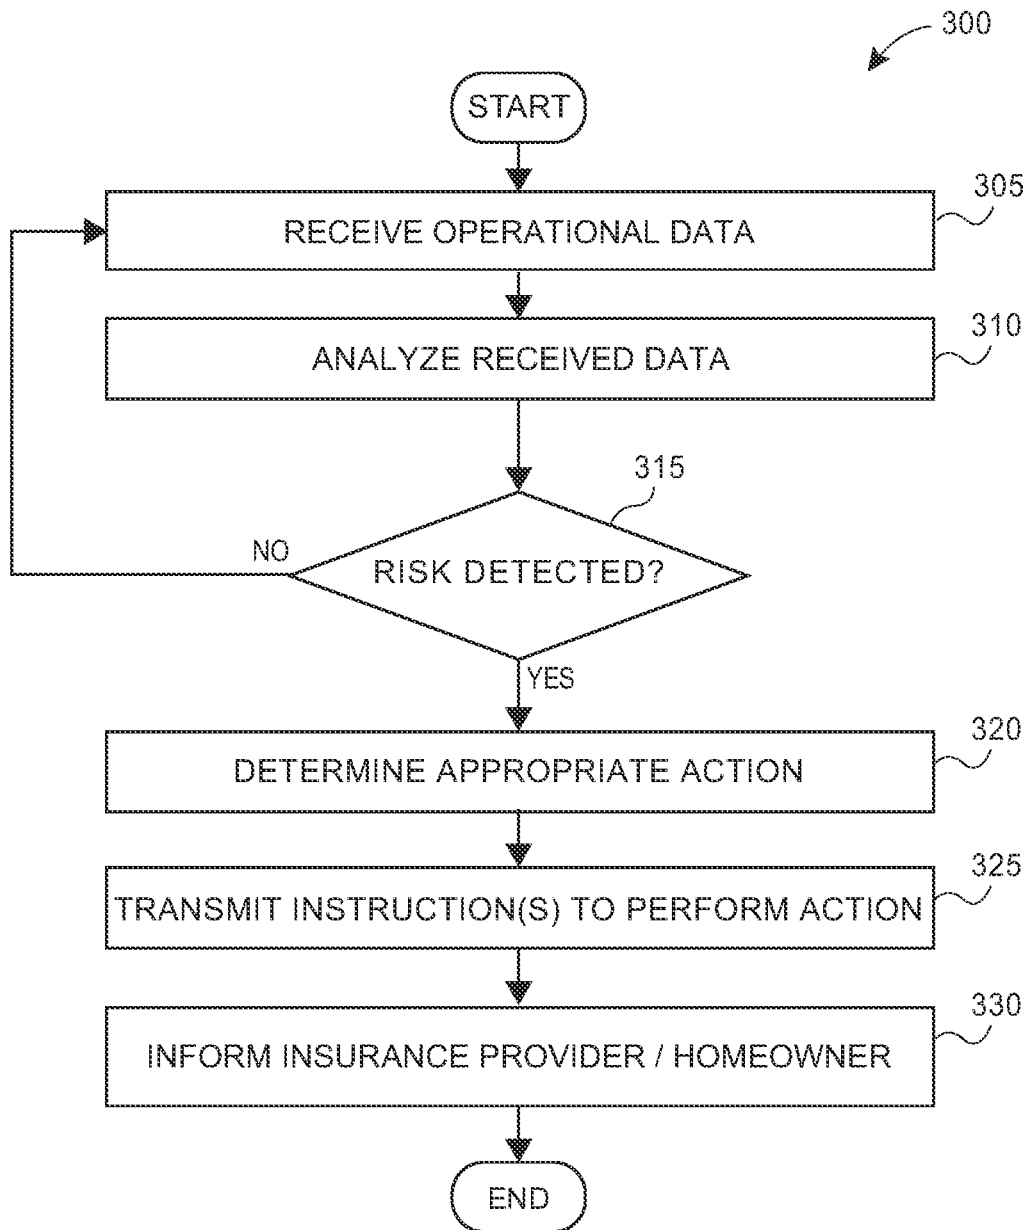 300
START
305
RECEIVE OPERATIONAL DATA
310
ANALYZE RECEIVED DATA
315
NO
RISK DETECTED?
YES
320
DETERMINE APPROPRIATE ACTION
325
TRANSMIT INSTRUCTION(S) TO PERFORM ACTION
330
INFORM INSURANCE PROVIDER / HOMEOWNER
END